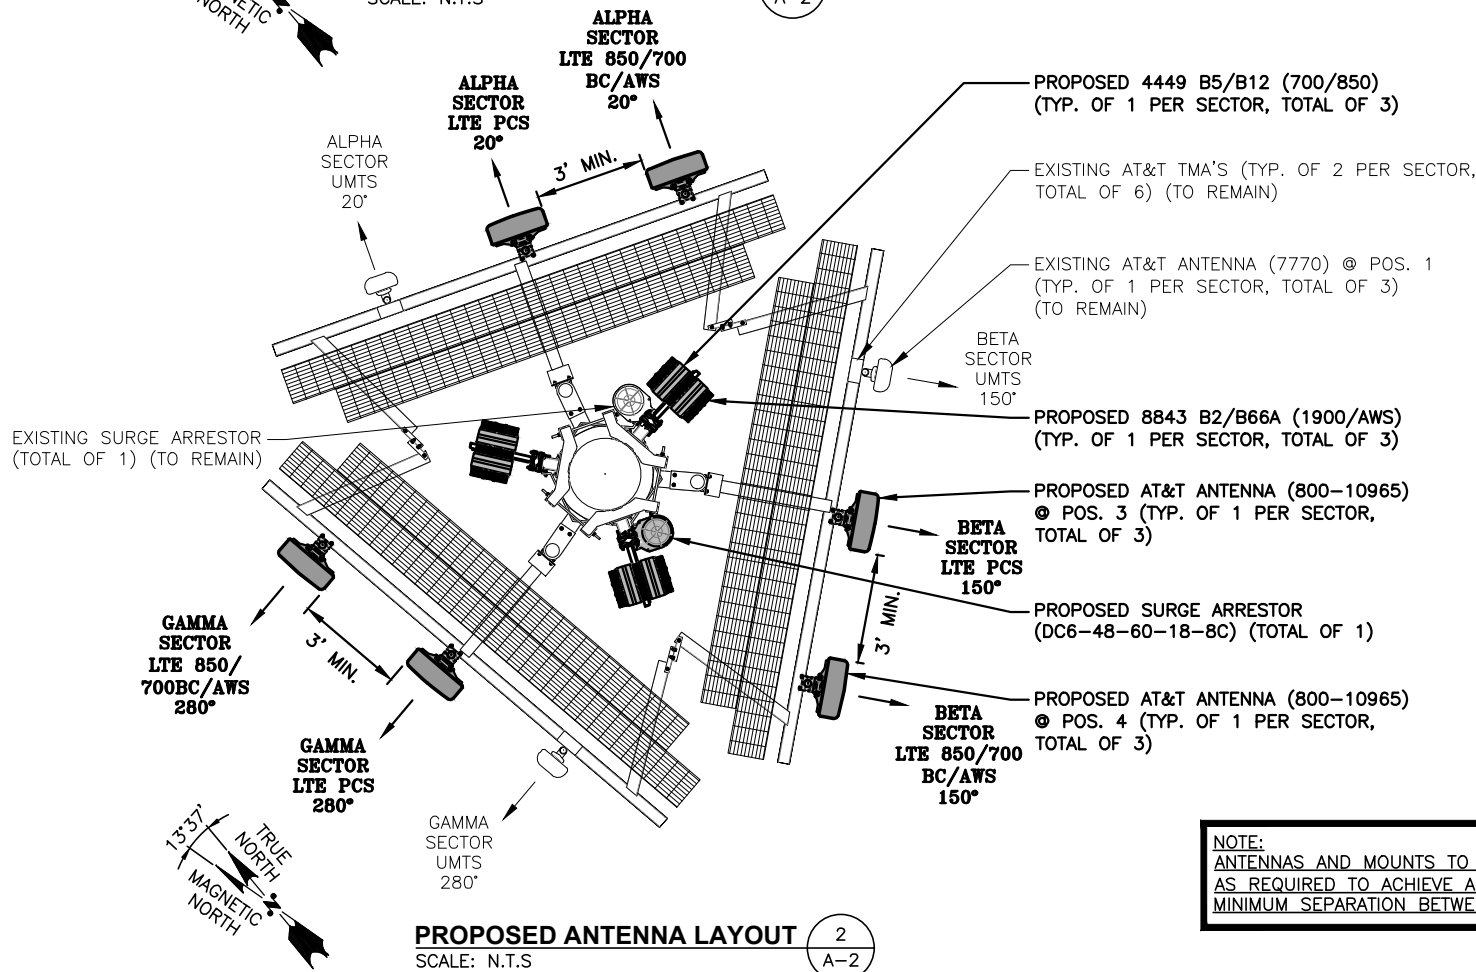 NETIC
NORTH
SCALE: N.T.S
A-2
ALPHA
SECTOR
LTE 850/700
BC/AWS
20°
ALPHA
SECTOR
LTE PCS
20°
ALPHA
SECTOR
UMTS
20°
3' MIN.
PROPOSED 4449 B5/B12 (700/850)
(TYP. OF 1 PER SECTOR, TOTAL OF 3)
EXISTING AT&T TMA'S (TYP. OF 2 PER SECTOR,
TOTAL OF 6) (TO REMAIN)
EXISTING AT&T ANTENNA (7770) @ POS. 1
(TYP. OF 1 PER SECTOR, TOTAL OF 3)
(TO REMAIN)
BETA
SECTOR
UMTS
150°
PROPOSED 8843 B2/B66A (1900/AWS)
(TYP. OF 1 PER SECTOR, TOTAL OF 3)
EXISTING SURGE ARRESTOR
(TOTAL OF 1) (TO REMAIN)
PROPOSED AT&T ANTENNA (800-10965)
@ POS. 3 (TYP. OF 1 PER SECTOR,
TOTAL OF 3)
BETA
SECTOR
LTE PCS
150°
3' MIN.
PROPOSED SURGE ARRESTOR
(DC6-48-60-18-8C) (TOTAL OF 1)
PROPOSED AT&T ANTENNA (800-10965)
@ POS. 4 (TYP. OF 1 PER SECTOR,
TOTAL OF 3)
BETA
SECTOR
LTE 850/700
BC/AWS
150°
GAMMA
SECTOR
LTE 850/
700BC/AWS
280°
3' MIN.
GAMMA
SECTOR
LTE PCS
280°
GAMMA
SECTOR
UMTS
280°
13°37'
TRUE
NORTH
MAGNETIC
NORTH
N
NOTE:
ANTENNAS AND MOUNTS TO
AS REQUIRED TO ACHIEVE A
MINIMUM SEPARATION BETWE
PROPOSED ANTENNA LAYOUT
SCALE: N.T.S
2
A-2